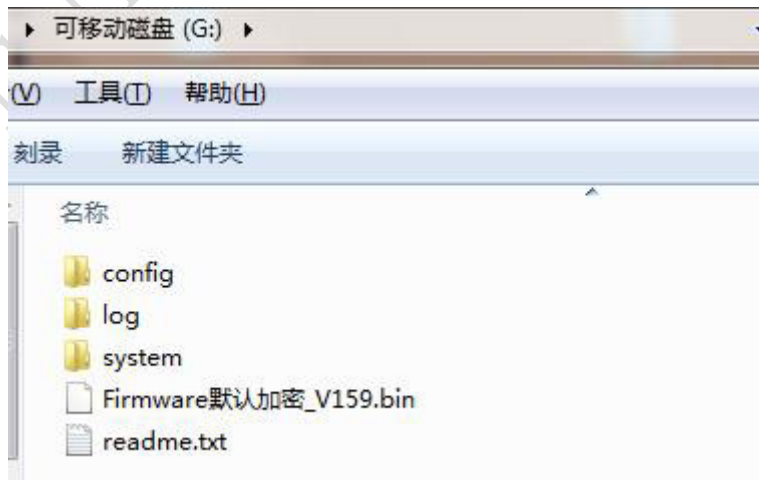 可移动磁盘 (G:)
(V) 工具(T) 帮助(H)
刻录 新建文件夹
名称
config
log
system
Firmware默认加密_V159.bin
readme.txt